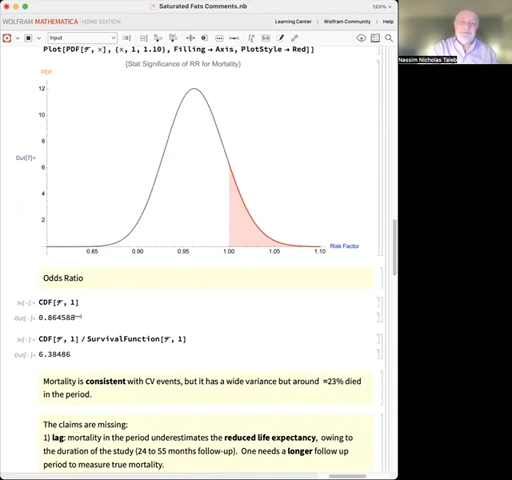 Saturated Fats Comments.nb
125%
WOLFRAM MATHEMATICA | HOME EDITION
Learning Center | Wolfram Community | Help
Input
Plot[PDF[ℱ, x], {x, 1, 1.10}, Filling → Axis, PlotStyle → Red]]
{Stat Significance of RR for Mortality}
PDF
12
10
8
Out[7]=
6
4
2
0.85 0.90 0.95 1.00 1.05 1.10
Risk Factor
Odds Ratio
In[-]:= CDF[ℱ, 1]
Out[-]= 0.864588
In[-]:= CDF[ℱ, 1] / SurvivalFunction[ℱ, 1]
Out[-]= 6.38486
Mortality is consistent with CV events, but it has a wide variance but around ≈23% died
in the period.
The claims are missing:
1) lag: mortality in the period underestimates the reduced life expectancy, owing to
the duration of the study (24 to 55 months follow-up). One needs a longer follow up
period to measure true mortality.
Nassim Nicholas Taleb